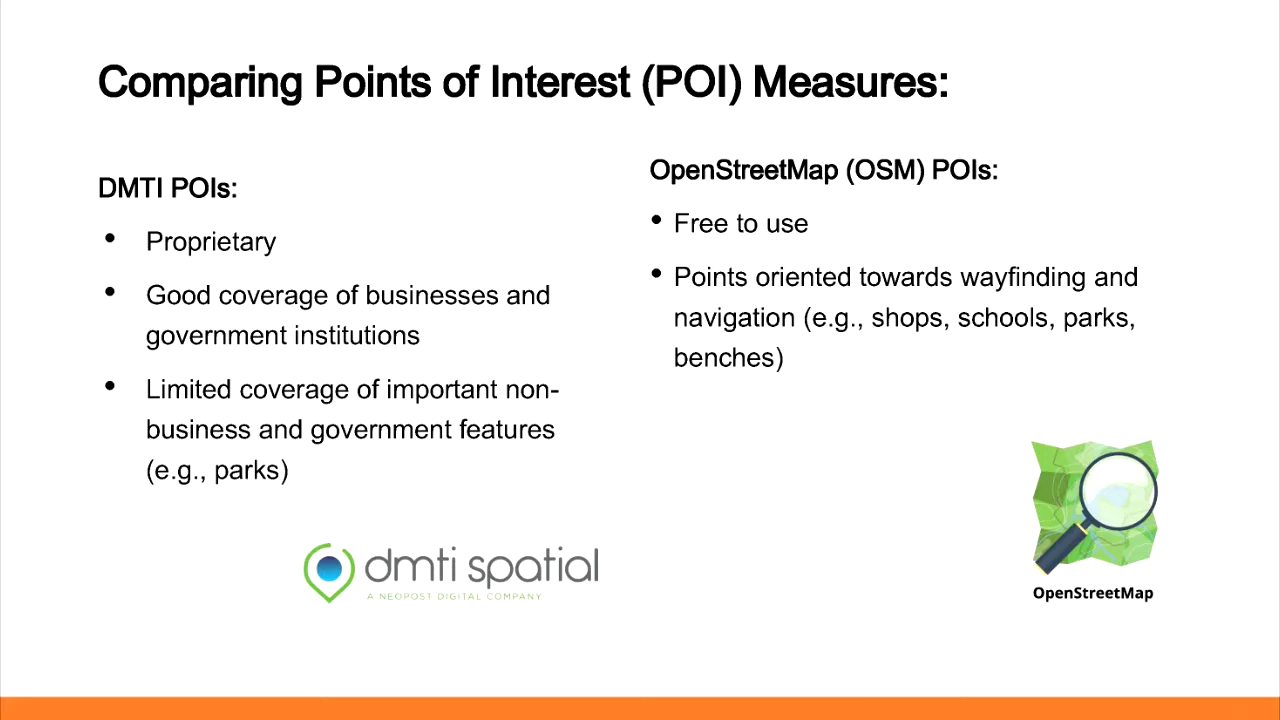 Comparing Points of Interest (POI) Measures:
DMTI POIs:
• Proprietary
• Good coverage of businesses and
government institutions
• Limited coverage of important non-
business and government features
(e.g., parks)
dmti spatial
A NEOPOST DIGITAL COMPANY
OpenStreetMap (OSM) POIs:
• Free to use
• Points oriented towards wayfinding and
navigation (e.g., shops, schools, parks,
benches)
OpenStreetMap